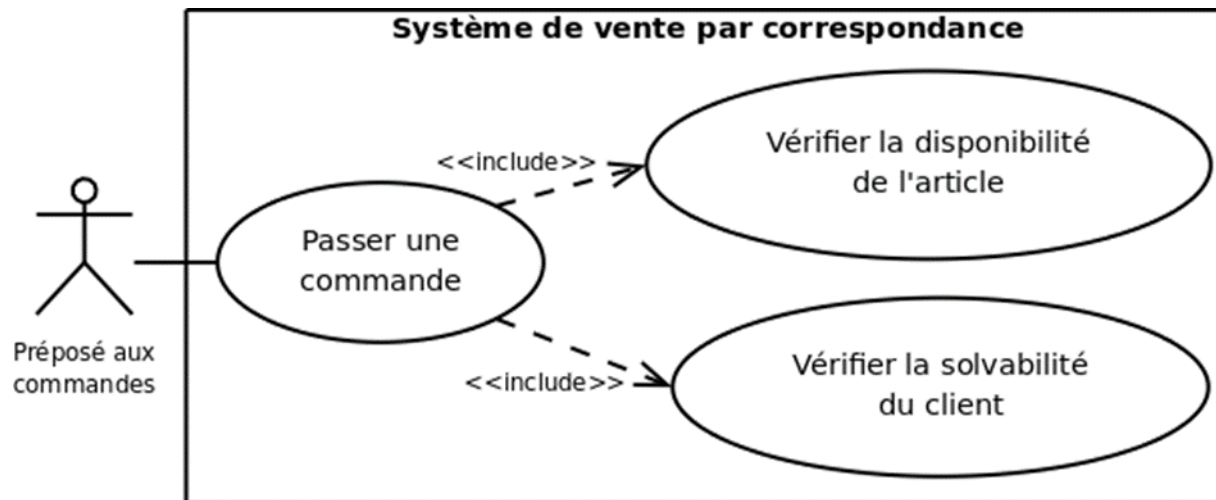 Système de vente par correspondance
Vérifier la disponibilité
de l'article
<<include>>
Passer une
commande
Préposé aux
commandes
<<include>>
Vérifier la solvabilité
du client